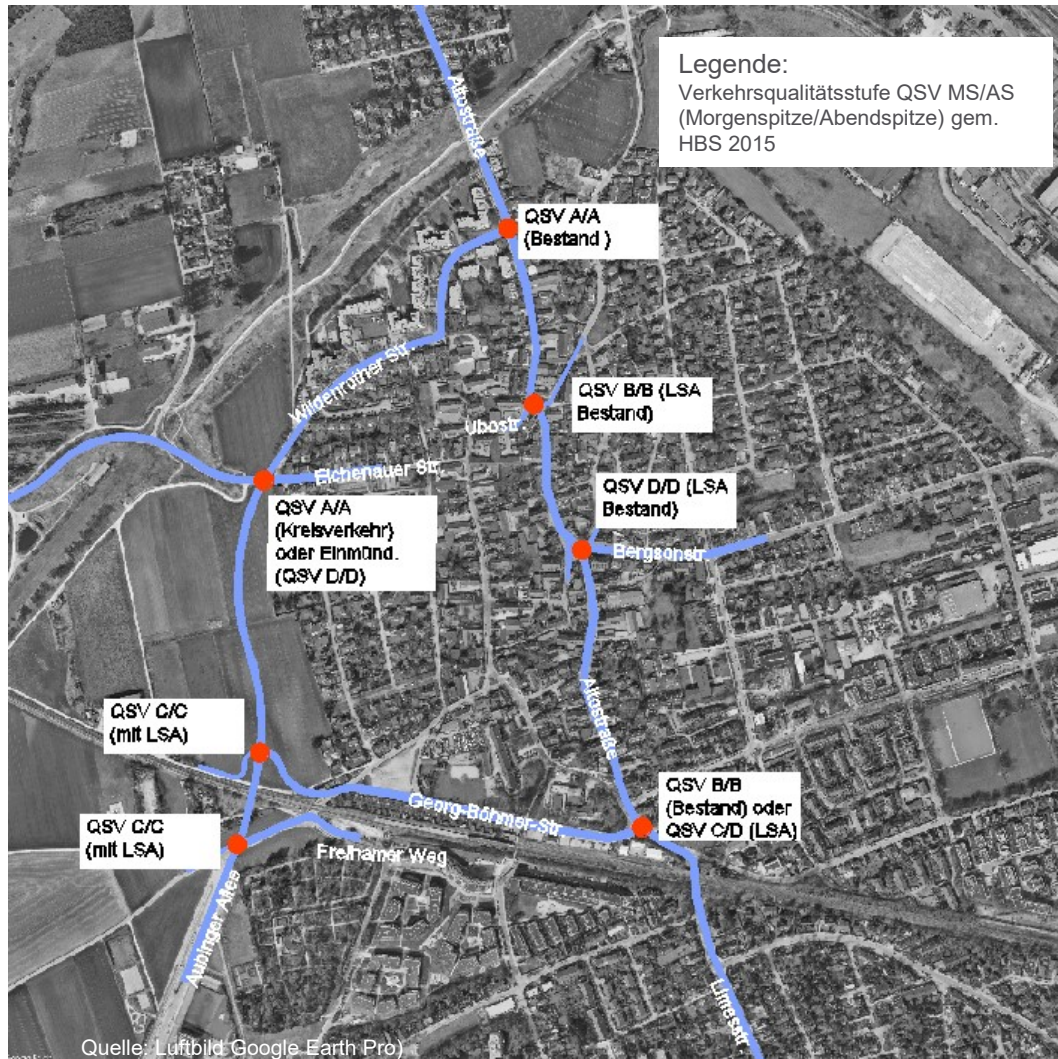 Legende:
Verkehrsqualitätsstufe QSV MS/AS
(Morgenspitze/Abendspitze) gem.
HBS 2015
Altostraße
QSV A/A
(Bestand )
Wildenrother Str.
QSV B/B (LSA
Bestand)
Ubostr.
Eichenauer Str.
QSV D/D (LSA
Bestand)
QSV A/A
(Kreisverkehr)
oder Einmünd.
(QSV D/D)
Bergsonstr.
Altostraße
QSV C/C
(mit LSA)
Georg-Böhmer-Str.
QSV B/B
(Bestand) oder
QSV C/D (LSA)
QSV C/C
(mit LSA)
Freihamer Weg
Aubinger Allee
Limesstr.
Quelle: Luftbild Google Earth Pro)